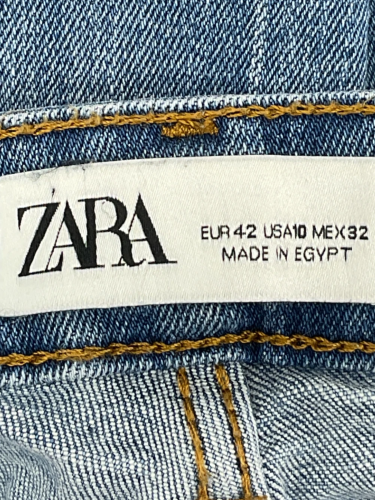 ZARA
EUR 42 USA 10 MEX 32
MADE IN EGYPT